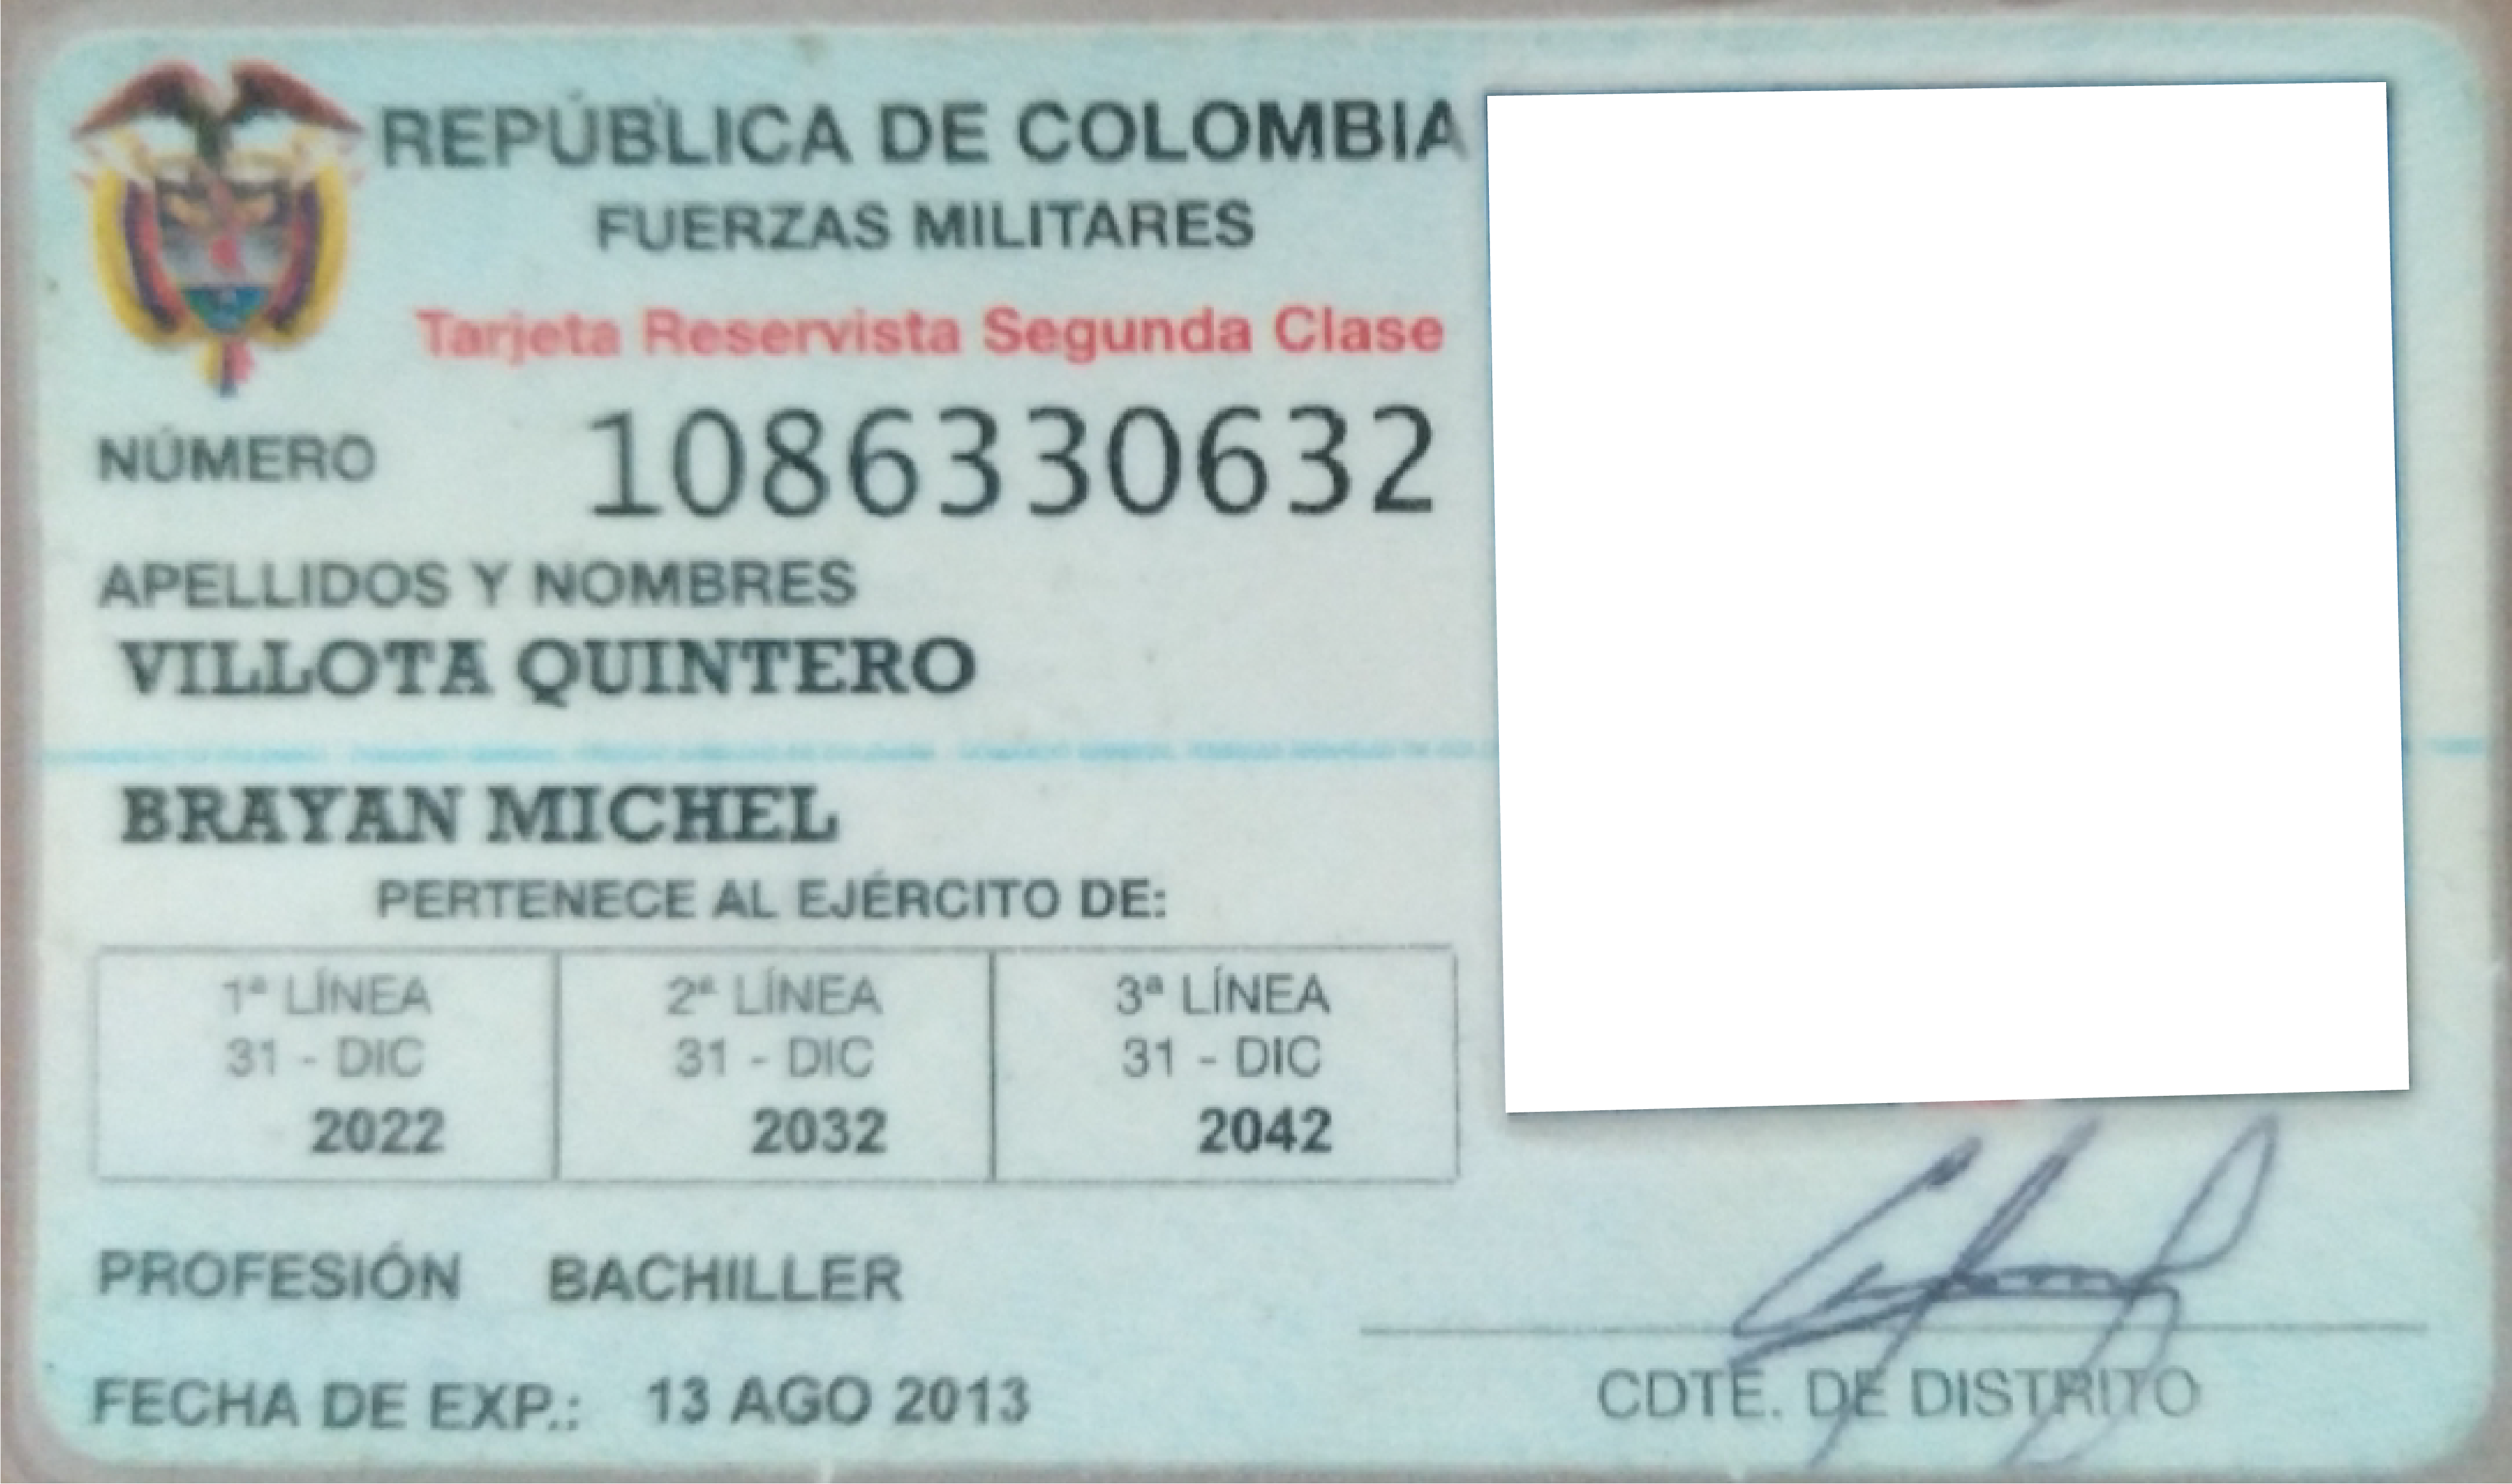 REPÚBLICA DE COLOMBIA
FUERZAS MILITARES
Tarjeta Reservista Segunda Clase
NÚMERO 1086330632
APELLIDOS Y NOMBRES
VILLOTA QUINTERO
BRAYAN MICHEL
PERTENECE AL EJÉRCITO DE:
1ª LÍNEA 2ª LÍNEA 3ª LÍNEA
31 - DIC 31 - DIC 31 - DIC
2022 2032 2042
PROFESIÓN BACHILLER
FECHA DE EXP.: 13 AGO 2013
CDTE. DE DISTRITO